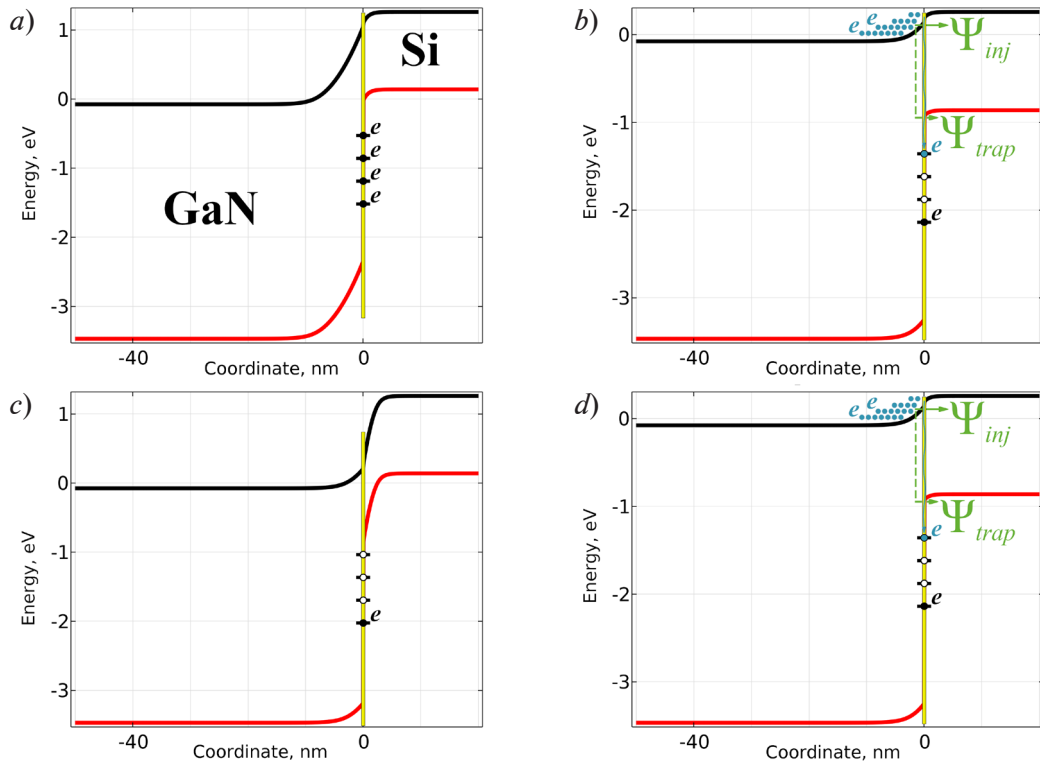 a)
Energy, eV
1
0
-1
-2
-3
Si
GaN
e
e
e
e
-40
0
Coordinate, nm
b)
Energy, eV
0
-1
-2
-3
e e
Ψinj
Ψtrap
e
e
-40
0
Coordinate, nm
c)
Energy, eV
1
0
-1
-2
-3
e
-40
0
Coordinate, nm
d)
Energy, eV
0
-1
-2
-3
e e
Ψinj
Ψtrap
e
e
-40
0
Coordinate, nm